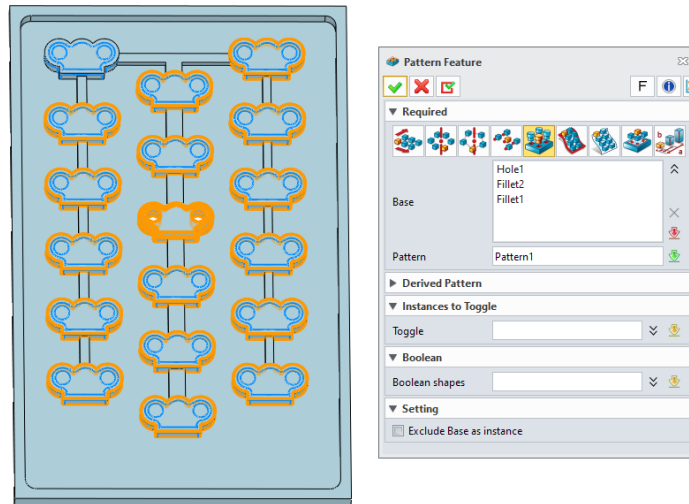 Pattern Feature
F
Required
b
a
Base
Hole1
Fillet2
Fillet1
Pattern
Pattern1
Derived Pattern
Instances to Toggle
Toggle
Boolean
Boolean shapes
Setting
Exclude Base as instance